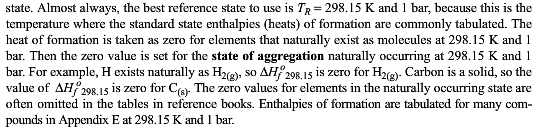 state. Almost always, the best reference state to use is T_R = 298.15 K and 1 bar, because this is the
temperature where the standard state enthalpies (heats) of formation are commonly tabulated. The
heat of formation is taken as zero for elements that naturally exist as molecules at 298.15 K and 1
bar. Then the zero value is set for the state of aggregation naturally occurring at 298.15 K and 1
bar. For example, H exists naturally as H₂₍g₎, so ΔH°f 298.15 is zero for H₂₍g₎. Carbon is a solid, so the
value of ΔH°f 298.15 is zero for C₍s₎. The zero values for elements in the naturally occurring state are
often omitted in the tables in reference books. Enthalpies of formation are tabulated for many com-
pounds in Appendix E at 298.15 K and 1 bar.